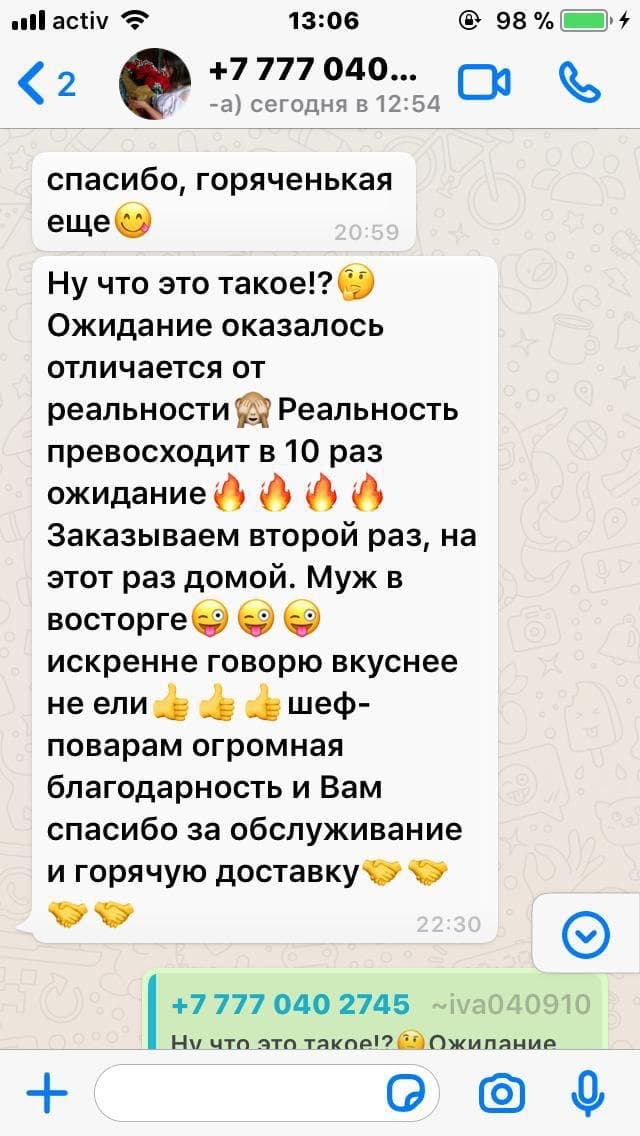 activ 13:06 98 %
2 +7 777 040...
-а) сегодня в 12:54
спасибо, горяченькая
еще😋 20:59
Ну что это такое!?🤔
Ожидание оказалось
отличается от
реальности🙈Реальность
превосходит в 10 раз
ожидание🔥🔥🔥🔥
Заказываем второй раз, на
этот раз домой. Муж в
восторге😜😜😜
искренне говорю вкуснее
не ели👍👍👍шеф-
поварам огромная
благодарность и Вам
спасибо за обслуживание
и горячую доставку🤝🤝
🤝🤝 22:30
+7 777 040 2745 ~iva040910
Ну что это такое!?🤔Ожидание